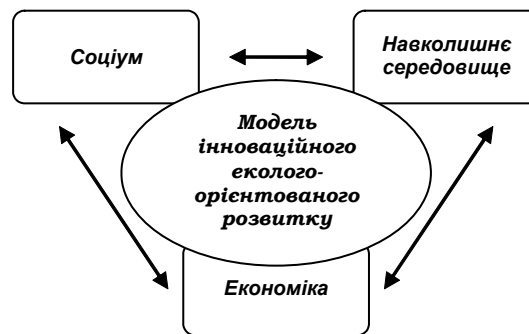 Соціум
Навколишнє
середовище
Модель
інноваційного
еколого-
орієнтованого
розвитку
Економіка